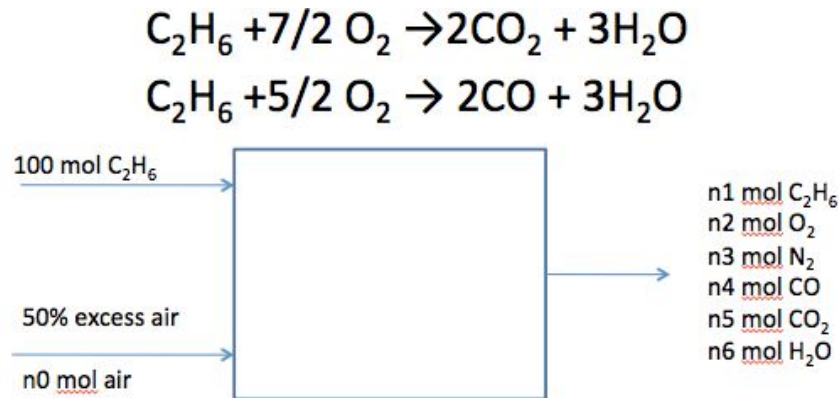 C₂H₆ +7/2 O₂ →2CO₂ + 3H₂O
C₂H₆ +5/2 O₂ → 2CO + 3H₂O
100 mol C₂H₆
50% excess air
n0 mol air
n1 mol C₂H₆
n2 mol O₂
n3 mol N₂
n4 mol CO
n5 mol CO₂
n6 mol H₂O